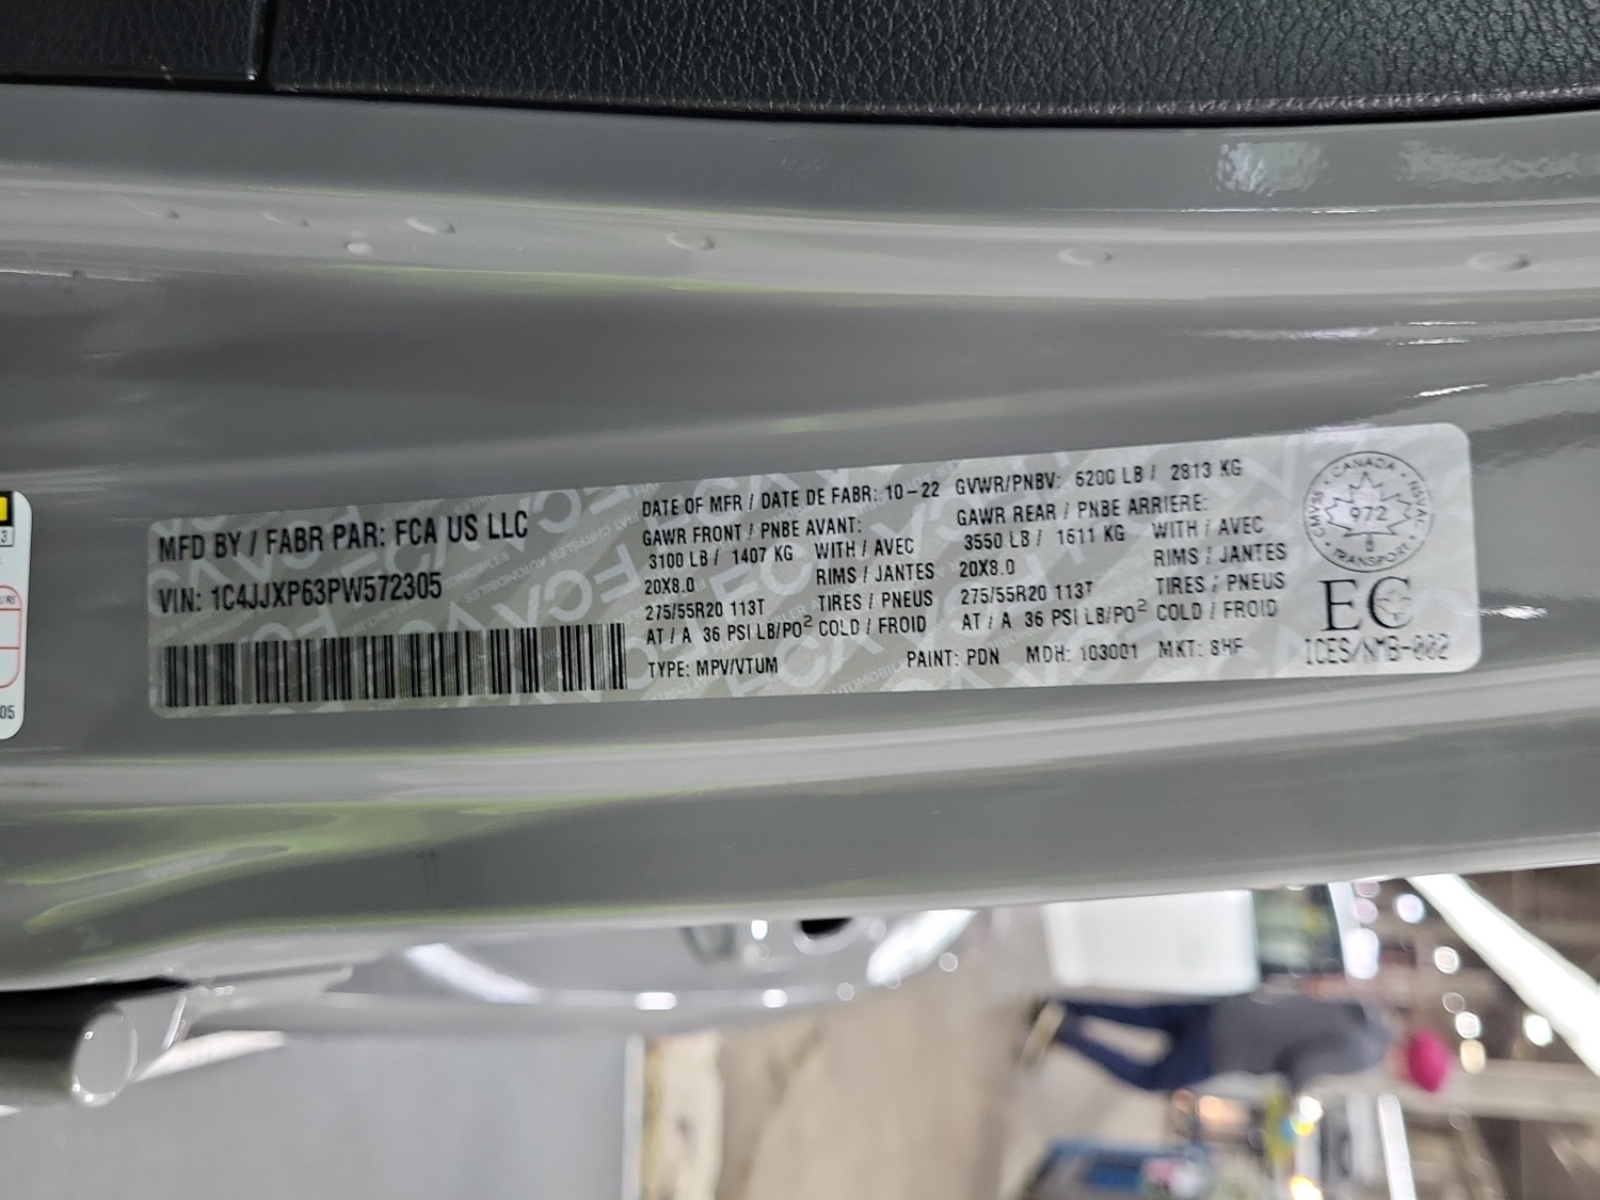 MFD BY / FABR PAR: FCA US LLC
VIN: 1C4JJXP63PW572305
DATE OF MFR / DATE DE FABR: 10-22
GAWR FRONT / PNBE AVANT:
3100 LB / 1407 KG WITH / AVEC
20X8.0 RIMS / JANTES
275/55R20 113T TIRES / PNEUS
AT / A 36 PSI LB/PO² COLD / FROID
TYPE: MPV/VTUM
GVWR/PNBV: 6200 LB / 2813 KG
GAWR REAR / PNBE ARRIERE:
3550 LB / 1611 KG WITH / AVEC
20X8.0 RIMS / JANTES
275/55R20 113T TIRES / PNEUS
AT / A 36 PSI LB/PO² COLD / FROID
PAINT: PDN MDH: 103001 MKT: 8HF
CANADA
CMVSS NSVAC
972
TRANSPORT
EC
ICES/NMB-002
3
05